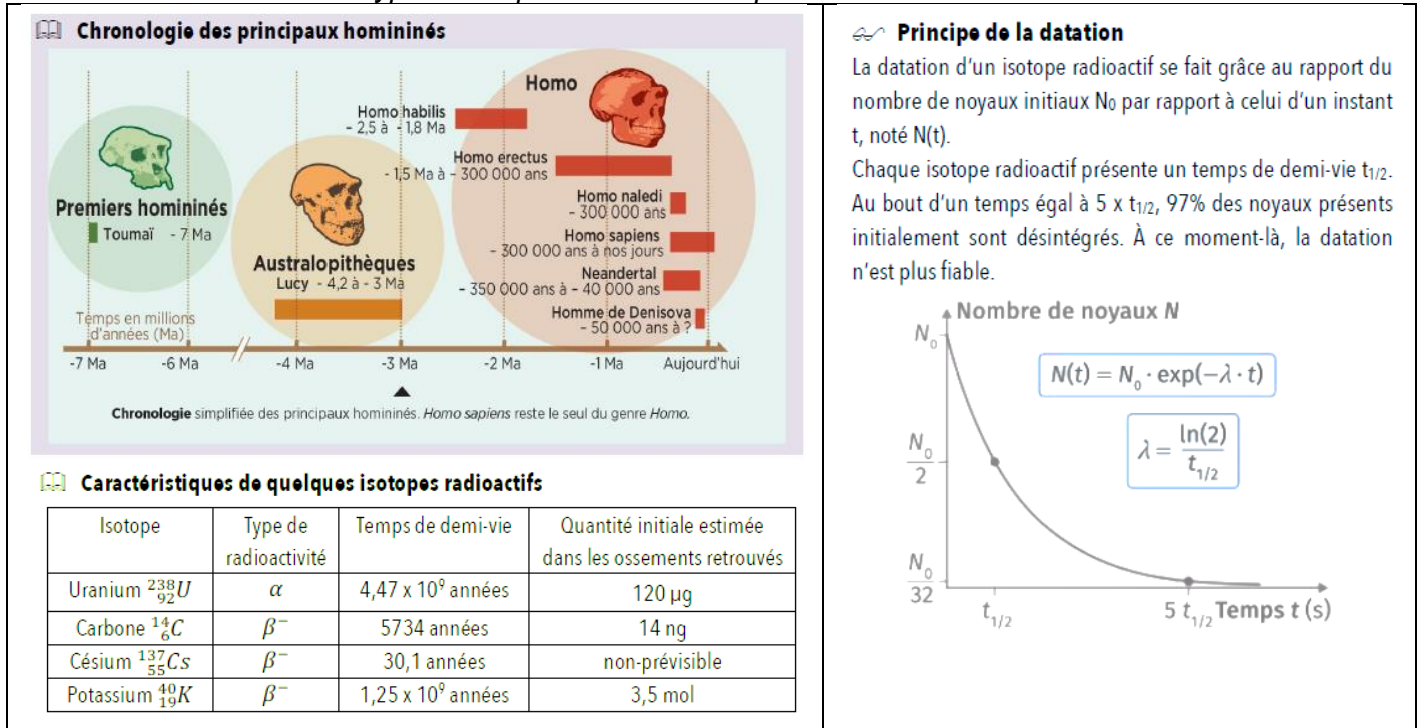 Chronologie des principaux homininés
Homo
Homo habilis
- 2,5 à - 1,8 Ma
Homo erectus
- 1,5 Ma à - 300 000 ans
Homo naledi
- 300 000 ans
Homo sapiens
- 300 000 ans à nos jours
Neandertal
- 350 000 ans à - 40 000 ans
Homme de Denisova
- 50 000 ans à ?
Premiers homininés
Toumaï - 7 Ma
Australopithèques
Lucy - 4,2 à - 3 Ma
Temps en millions
d'années (Ma)
-7 Ma -6 Ma -4 Ma -3 Ma -2 Ma -1 Ma Aujourd'hui
Chronologie simplifiée des principaux homininés. Homo sapiens reste le seul du genre Homo.
Caractéristiques de quelques isotopes radioactifs
Isotope Type de radioactivité Temps de demi-vie Quantité initiale estimée dans les ossements retrouvés
Uranium ²³⁸₉₂U α 4,47 x 10⁹ années 120 µg
Carbone ¹⁴₆C β⁻ 5734 années 14 ng
Césium ¹³⁷₅₅Cs β⁻ 30,1 années non-prévisible
Potassium ⁴⁰₁₉K β⁻ 1,25 x 10⁹ années 3,5 mol
Principe de la datation
La datation d'un isotope radioactif se fait grâce au rapport du
nombre de noyaux initiaux N₀ par rapport à celui d'un instant
t, noté N(t).
Chaque isotope radioactif présente un temps de demi-vie t₁/₂.
Au bout d'un temps égal à 5 x t₁/₂, 97% des noyaux présents
initialement sont désintégrés. À ce moment-là, la datation
n'est plus fiable.
Nombre de noyaux N
N₀
N(t) = N₀ · exp(−λ · t)
λ = ln(2) / t₁/₂
N₀/2
N₀/32
t₁/₂ 5 t₁/₂ Temps t (s)